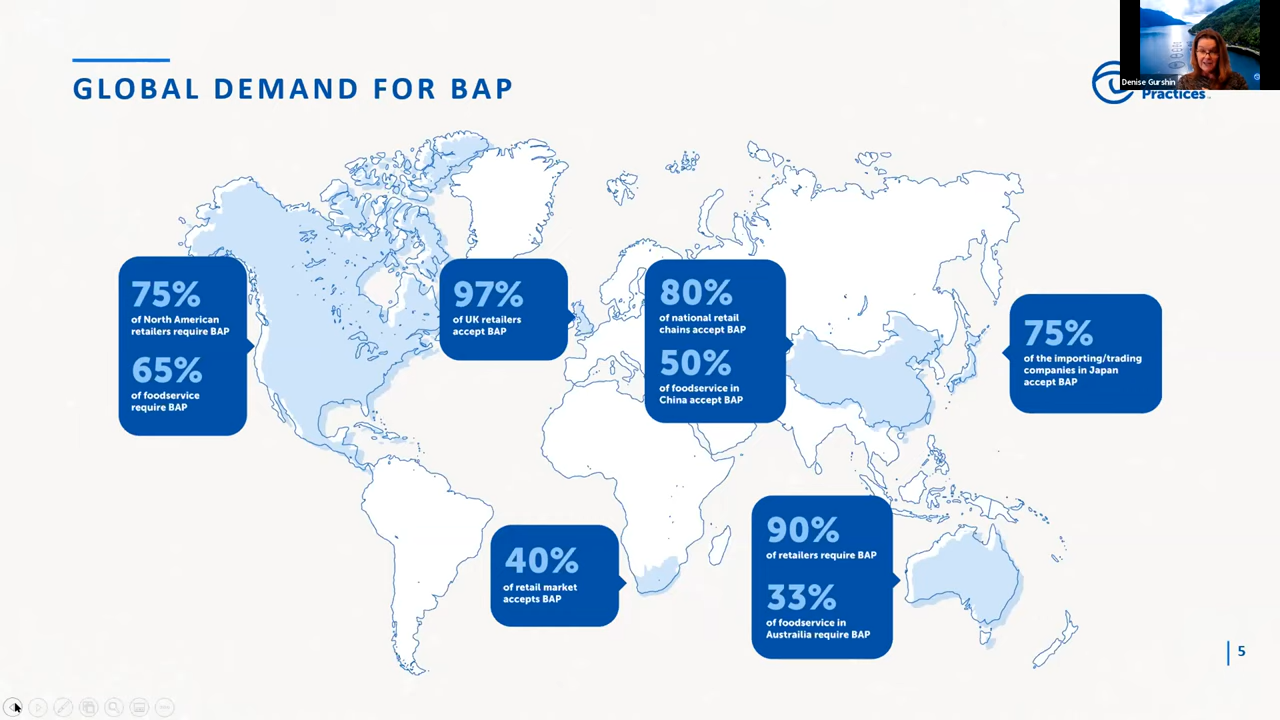 Denise Gurshin
Practices
GLOBAL DEMAND FOR BAP
75%
of North American
retailers require BAP
65%
of foodservice
require BAP
97%
of UK retailers
accept BAP
80%
of national retail
chains accept BAP
50%
of foodservice in
China accept BAP
75%
of the importing/trading
companies in Japan
accept BAP
40%
of retail market
accepts BAP
90%
of retailers require BAP
33%
of foodservice in
Austrailia require BAP
5